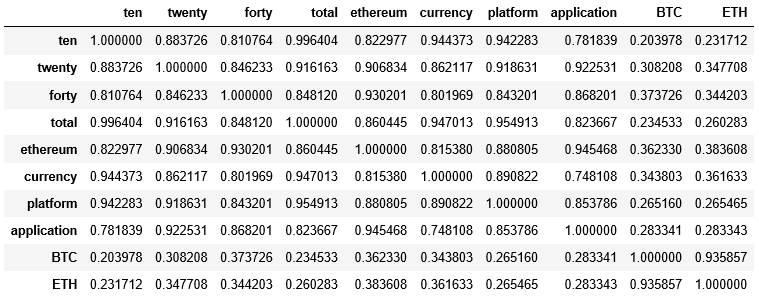 ten twenty forty total ethereum currency platform application BTC ETH
ten 1.000000 0.883726 0.810764 0.996404 0.822977 0.944373 0.942283 0.781839 0.203978 0.231712
twenty 0.883726 1.000000 0.846233 0.916163 0.906834 0.862117 0.918631 0.922531 0.308208 0.347708
forty 0.810764 0.846233 1.000000 0.848120 0.930201 0.801969 0.843201 0.868201 0.373726 0.344203
total 0.996404 0.916163 0.848120 1.000000 0.860445 0.947013 0.954913 0.823667 0.234533 0.260283
ethereum 0.822977 0.906834 0.930201 0.860445 1.000000 0.815380 0.880805 0.945468 0.362330 0.383608
currency 0.944373 0.862117 0.801969 0.947013 0.815380 1.000000 0.890822 0.748108 0.343803 0.361633
platform 0.942283 0.918631 0.843201 0.954913 0.880805 0.890822 1.000000 0.853786 0.265160 0.265465
application 0.781839 0.922531 0.868201 0.823667 0.945468 0.748108 0.853786 1.000000 0.283341 0.283343
BTC 0.203978 0.308208 0.373726 0.234533 0.362330 0.343803 0.265160 0.283341 1.000000 0.935857
ETH 0.231712 0.347708 0.344203 0.260283 0.383608 0.361633 0.265465 0.283343 0.935857 1.000000